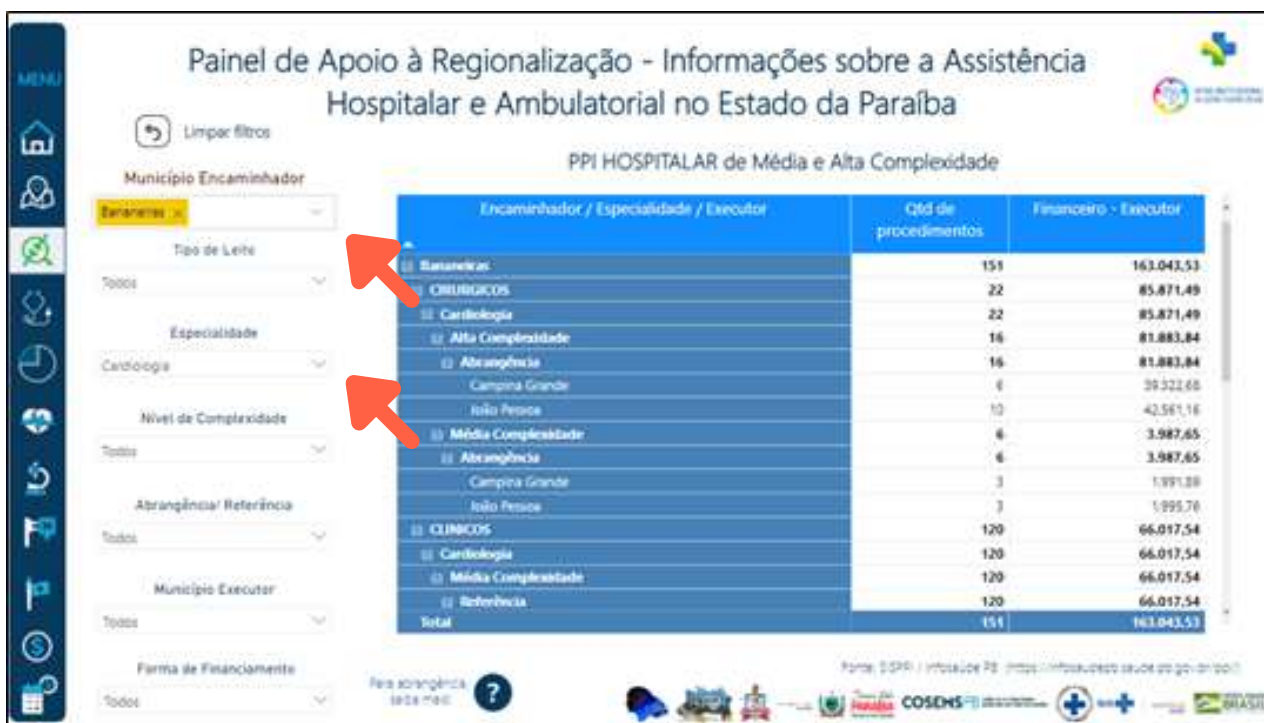 MENU
Painel de Apoio à Regionalização - Informações sobre a Assistência
Hospitalar e Ambulatorial no Estado da Paraíba
Limpar filtros
Município Encaminhador
Bananeiras ×
Tipo de Leito
Todos
Especialidade
Cardiologia
Nível de Complexidade
Todos
Abrangência/ Referência
Todos
Município Executor
Todos
Forma de Financiamento
Todos
PPI HOSPITALAR de Média e Alta Complexidade
Encaminhador / Especialidade / Executor Qtd de procedimentos Financeiro - Executor
Bananeiras 151 163.043,53
CIRURGICOS 22 85.871,49
Cardiologia 22 85.871,49
Alta Complexidade 16 81.883,84
Abrangência 16 81.883,84
Campina Grande 6 39.322,68
João Pessoa 10 42.561,16
Média Complexidade 6 3.987,65
Abrangência 6 3.987,65
Campina Grande 3 1.991,89
João Pessoa 3 1.995,76
CLINICOS 120 66.017,54
Cardiologia 120 66.017,54
Média Complexidade 120 66.017,54
Referência 120 66.017,54
Total 151 163.043,53
Para abrangência,
saiba mais:
?
PARAÍBA
COSEMS
BRASIL